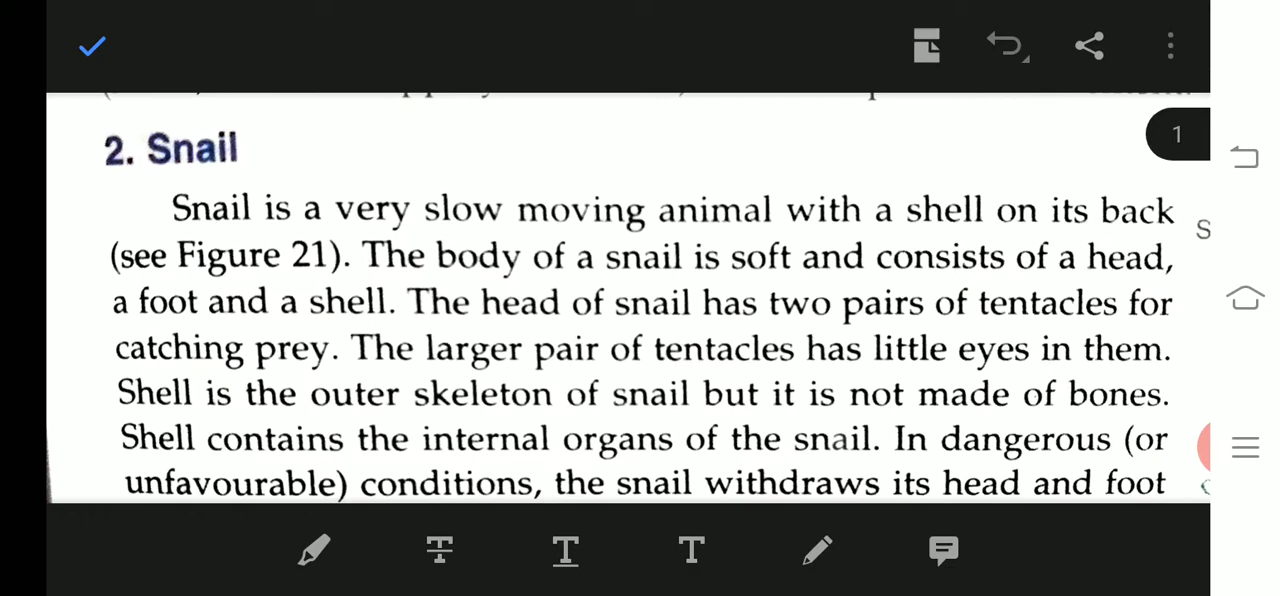 2. Snail
1
Snail is a very slow moving animal with a shell on its back
(see Figure 21). The body of a snail is soft and consists of a head,
a foot and a shell. The head of snail has two pairs of tentacles for
catching prey. The larger pair of tentacles has little eyes in them.
Shell is the outer skeleton of snail but it is not made of bones.
Shell contains the internal organs of the snail. In dangerous (or
unfavourable) conditions, the snail withdraws its head and foot